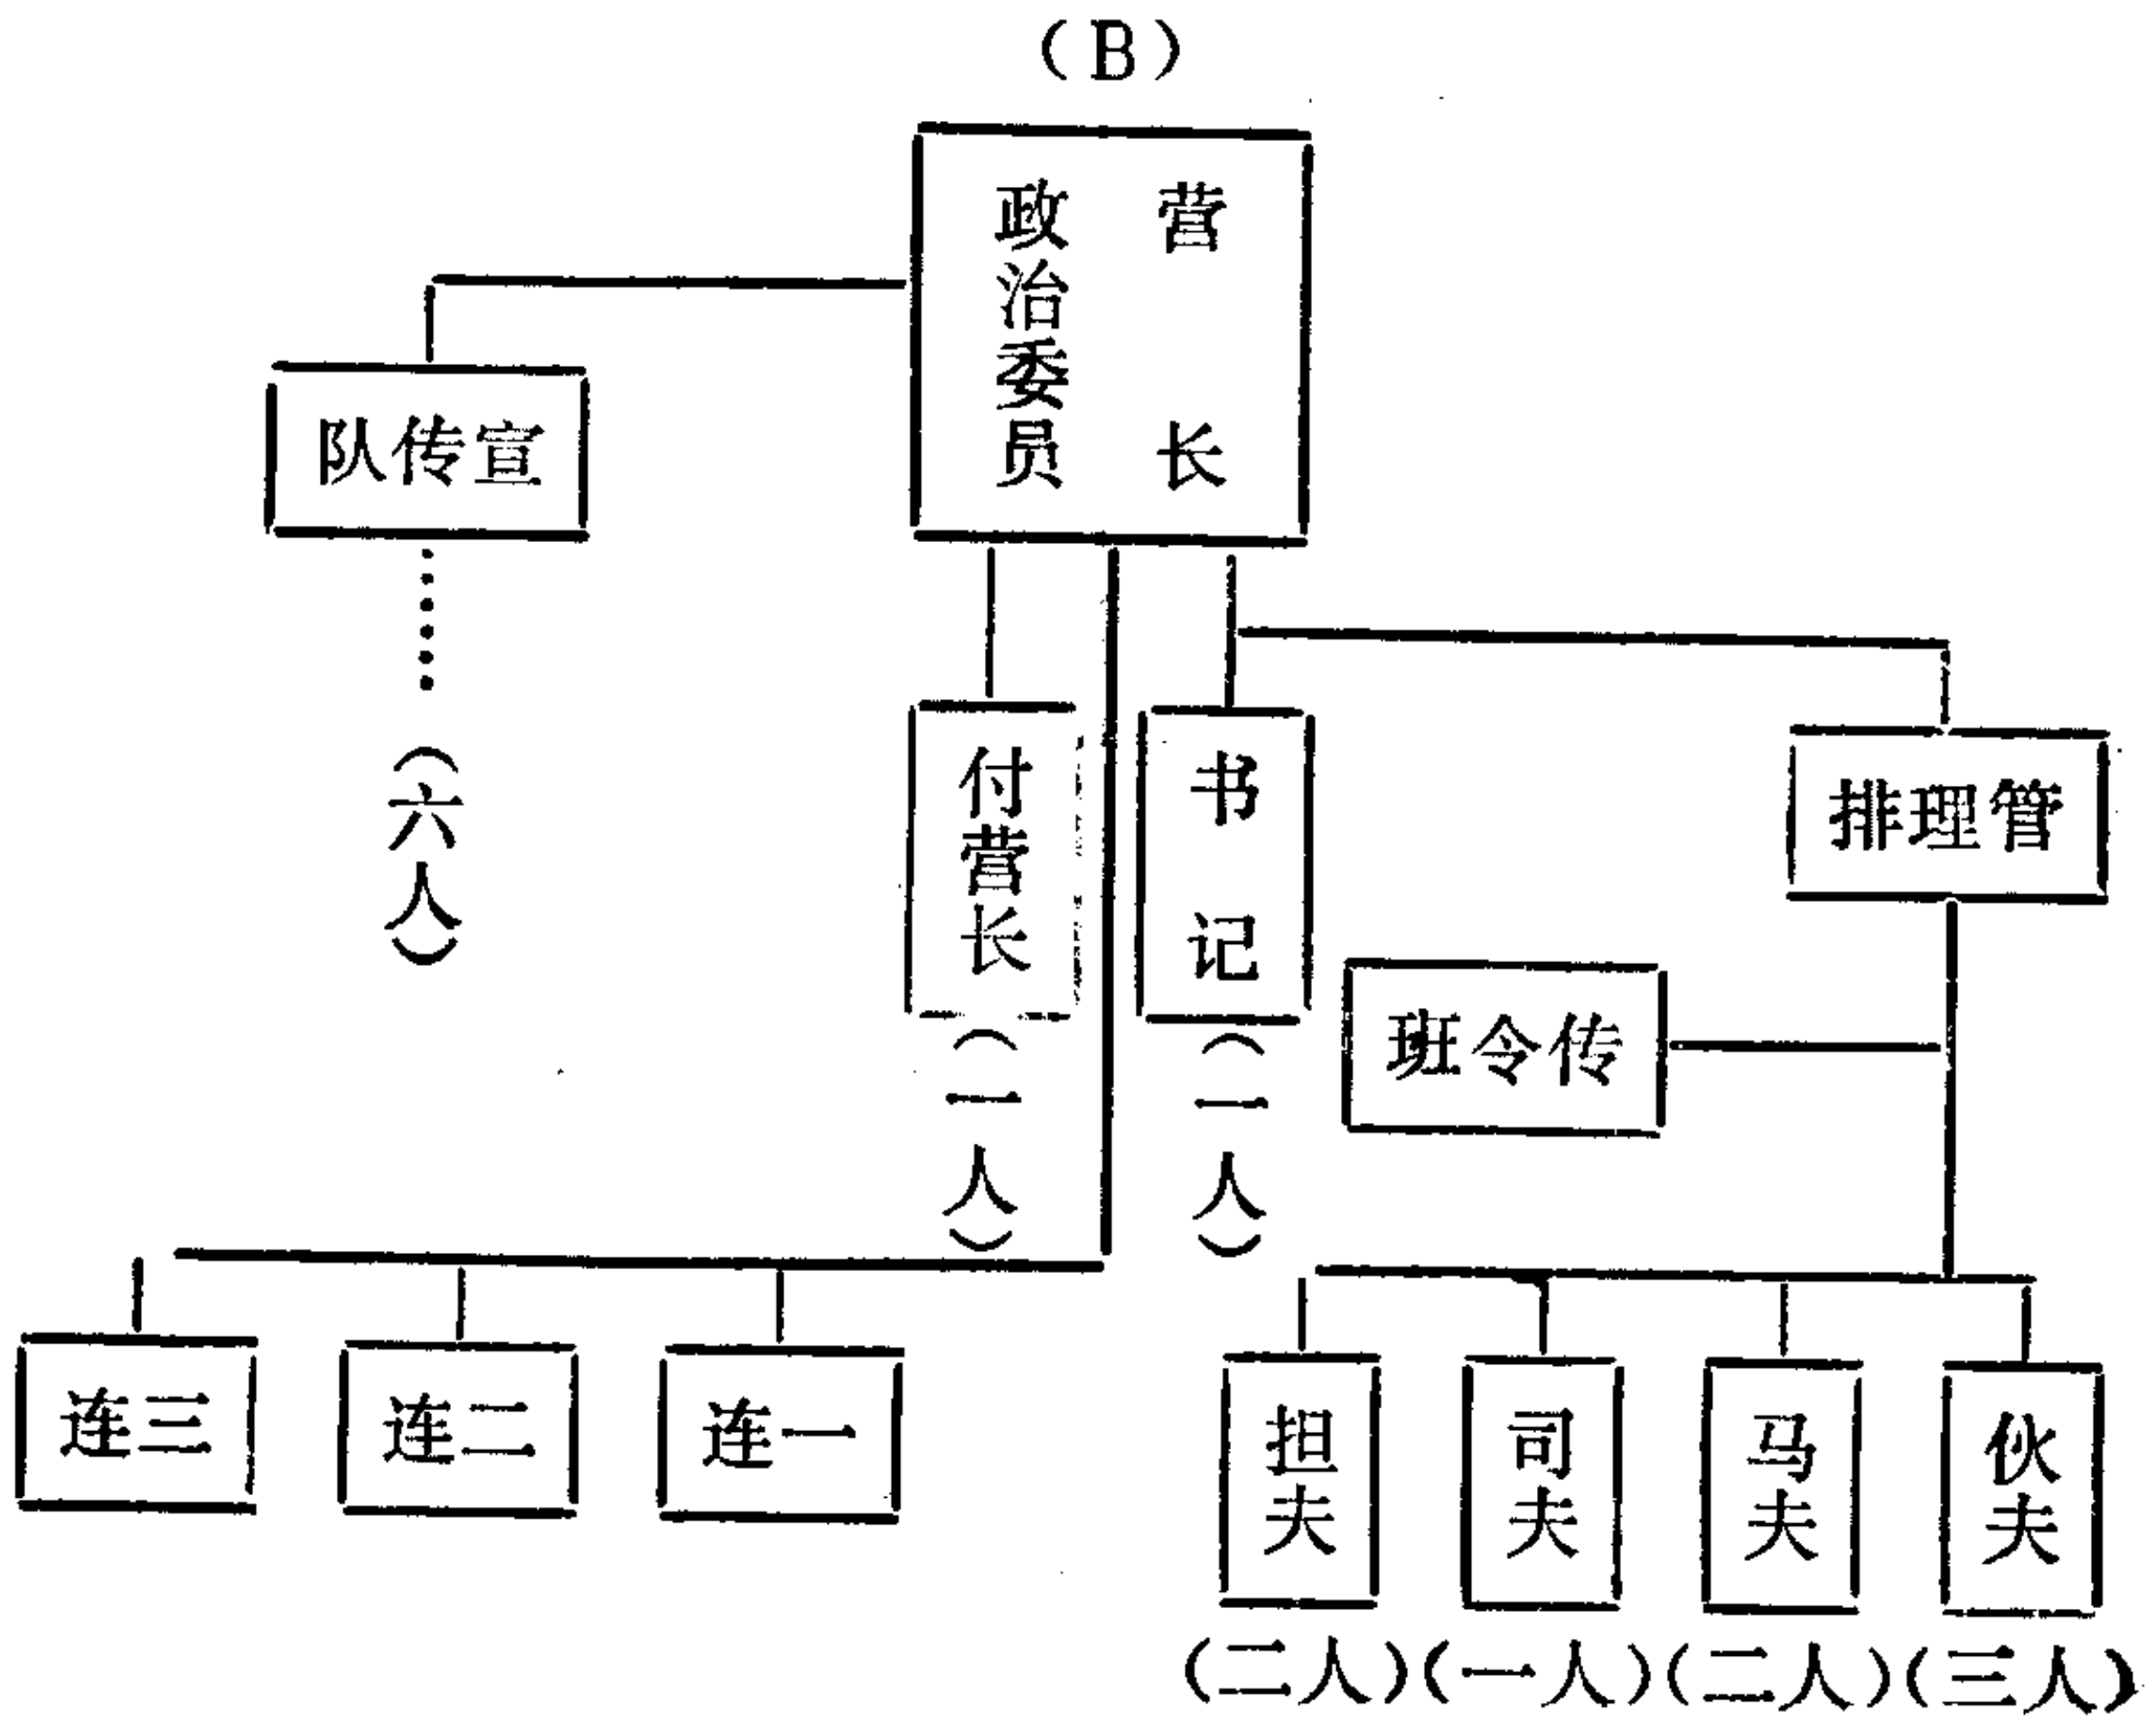 （B）
营长
政治委员
宣传队
（六人）
付营长
（一人）
书记
（一人）
管理排
传令班
一连
二连
三连
伙夫
（三人）
马夫
（二人）
司夫
（一人）
担夫
（二人）